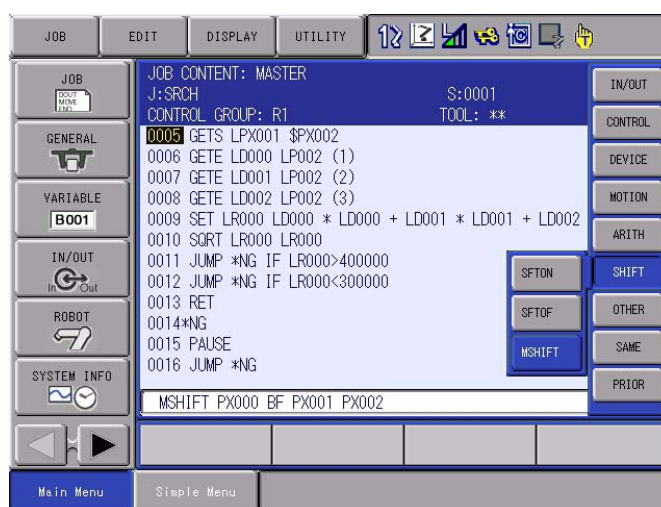 JOB
EDIT
DISPLAY
UTILITY
JOB
DOUT
MOVE
END
GENERAL
VARIABLE
B001
IN/OUT
In Out
ROBOT
SYSTEM INFO
JOB CONTENT: MASTER
J:SRCH S:0001
CONTROL GROUP: R1 TOOL: **
0005 GETS LPX001 $PX002
0006 GETE LD000 LP002 (1)
0007 GETE LD001 LP002 (2)
0008 GETE LD002 LP002 (3)
0009 SET LR000 LD000 * LD000 + LD001 * LD001 + LD002
0010 SQRT LR000 LR000
0011 JUMP *NG IF LR000>400000
0012 JUMP *NG IF LR000<300000
0013 RET
0014*NG
0015 PAUSE
0016 JUMP *NG
MSHIFT PX000 BF PX001 PX002
SFTON
SFTOF
MSHIFT
IN/OUT
CONTROL
DEVICE
MOTION
ARITH
SHIFT
OTHER
SAME
PRIOR
Main Menu
Simple Menu